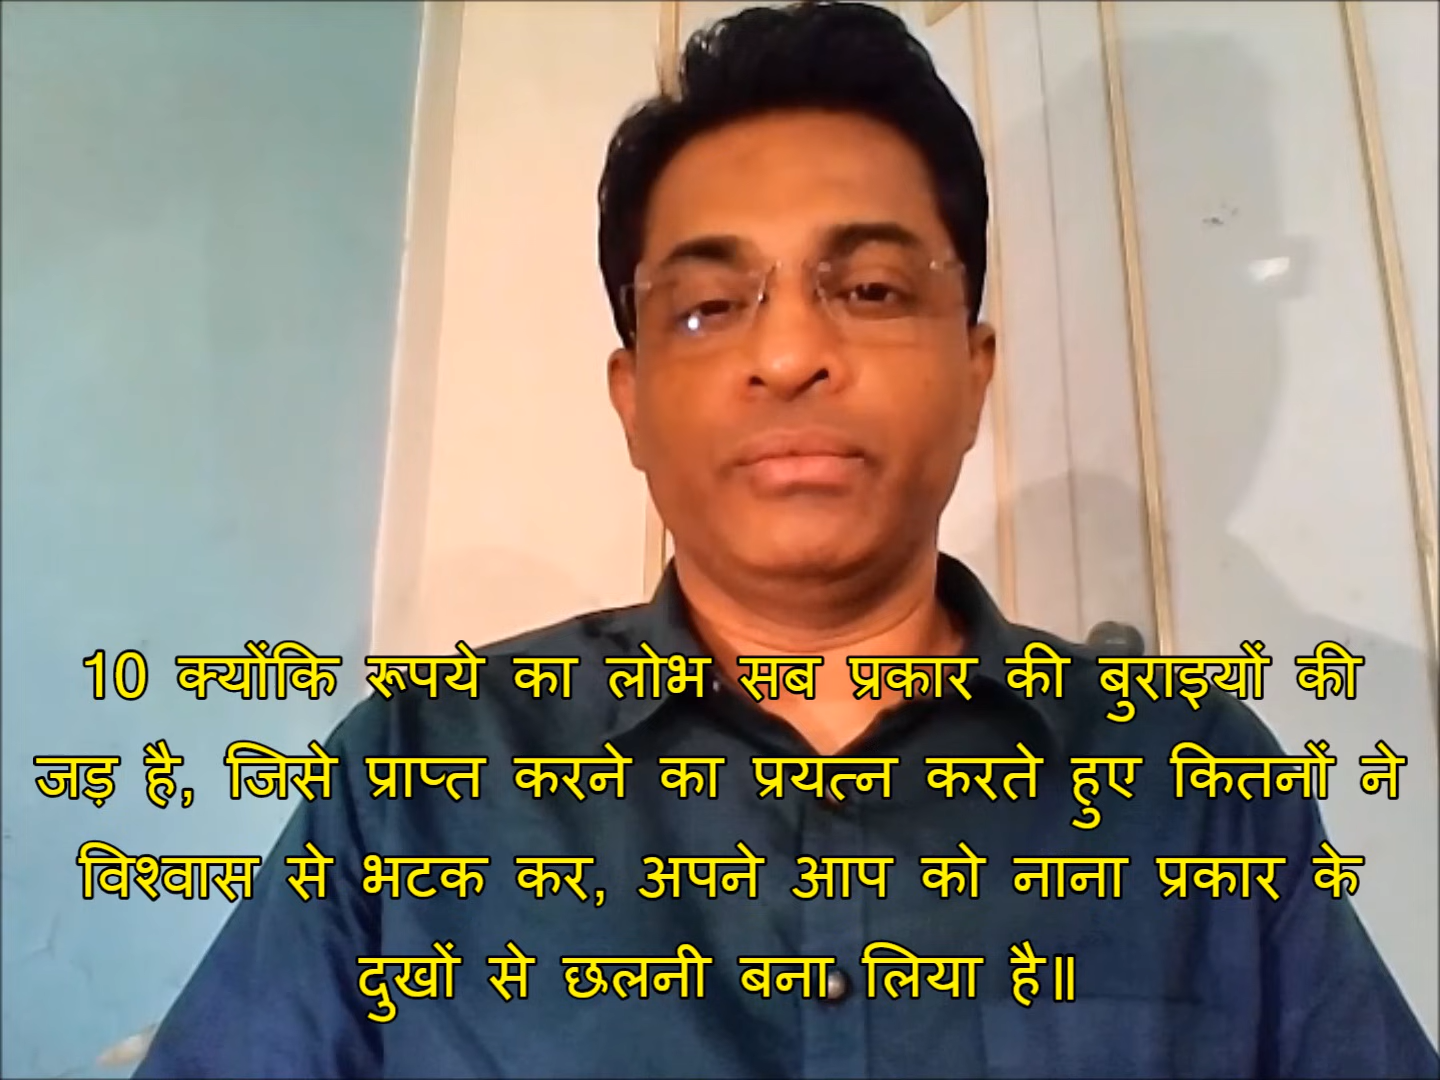 10 क्योंकि रूपये का लोभ सब प्रकार की बुराइयों की
जड़ है, जिसे प्राप्त करने का प्रयत्न करते हुए कितनों ने
विश्वास से भटक कर, अपने आप को नाना प्रकार के
दुखों से छलनी बना लिया है॥